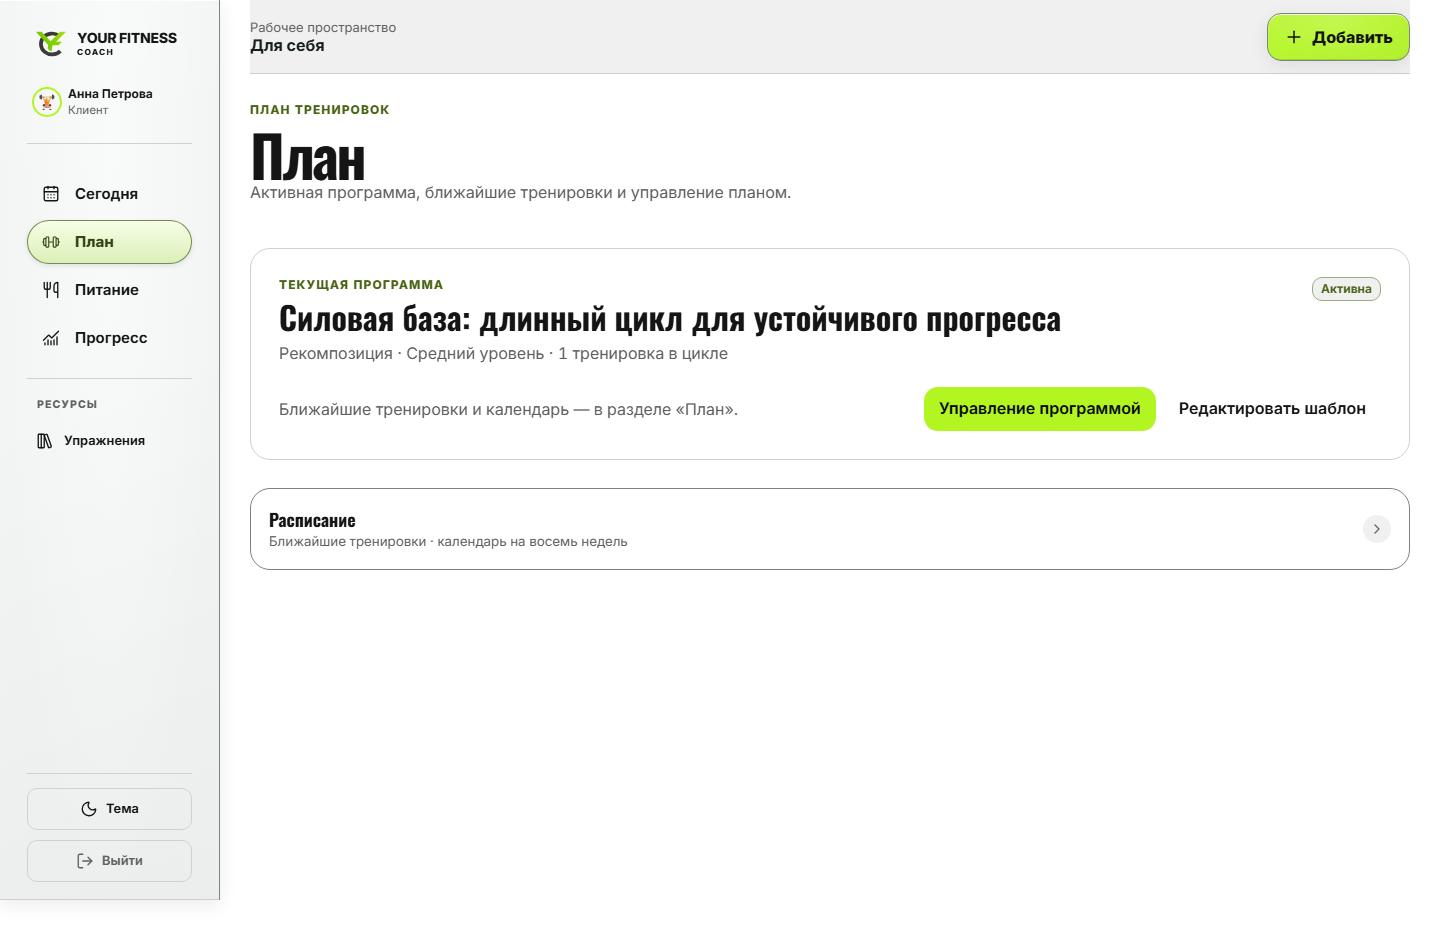 YOUR FITNESS
COACH
Анна Петрова
Клиент
Сегодня
План
Питание
Прогресс
РЕСУРСЫ
Упражнения
Тема
Выйти
Рабочее пространство
Для себя
Добавить
ПЛАН ТРЕНИРОВОК
План
Активная программа, ближайшие тренировки и управление планом.
ТЕКУЩАЯ ПРОГРАММА
Активна
Силовая база: длинный цикл для устойчивого прогресса
Рекомпозиция · Средний уровень · 1 тренировка в цикле
Ближайшие тренировки и календарь — в разделе «План».
Управление программой
Редактировать шаблон
Расписание
Ближайшие тренировки · календарь на восемь недель